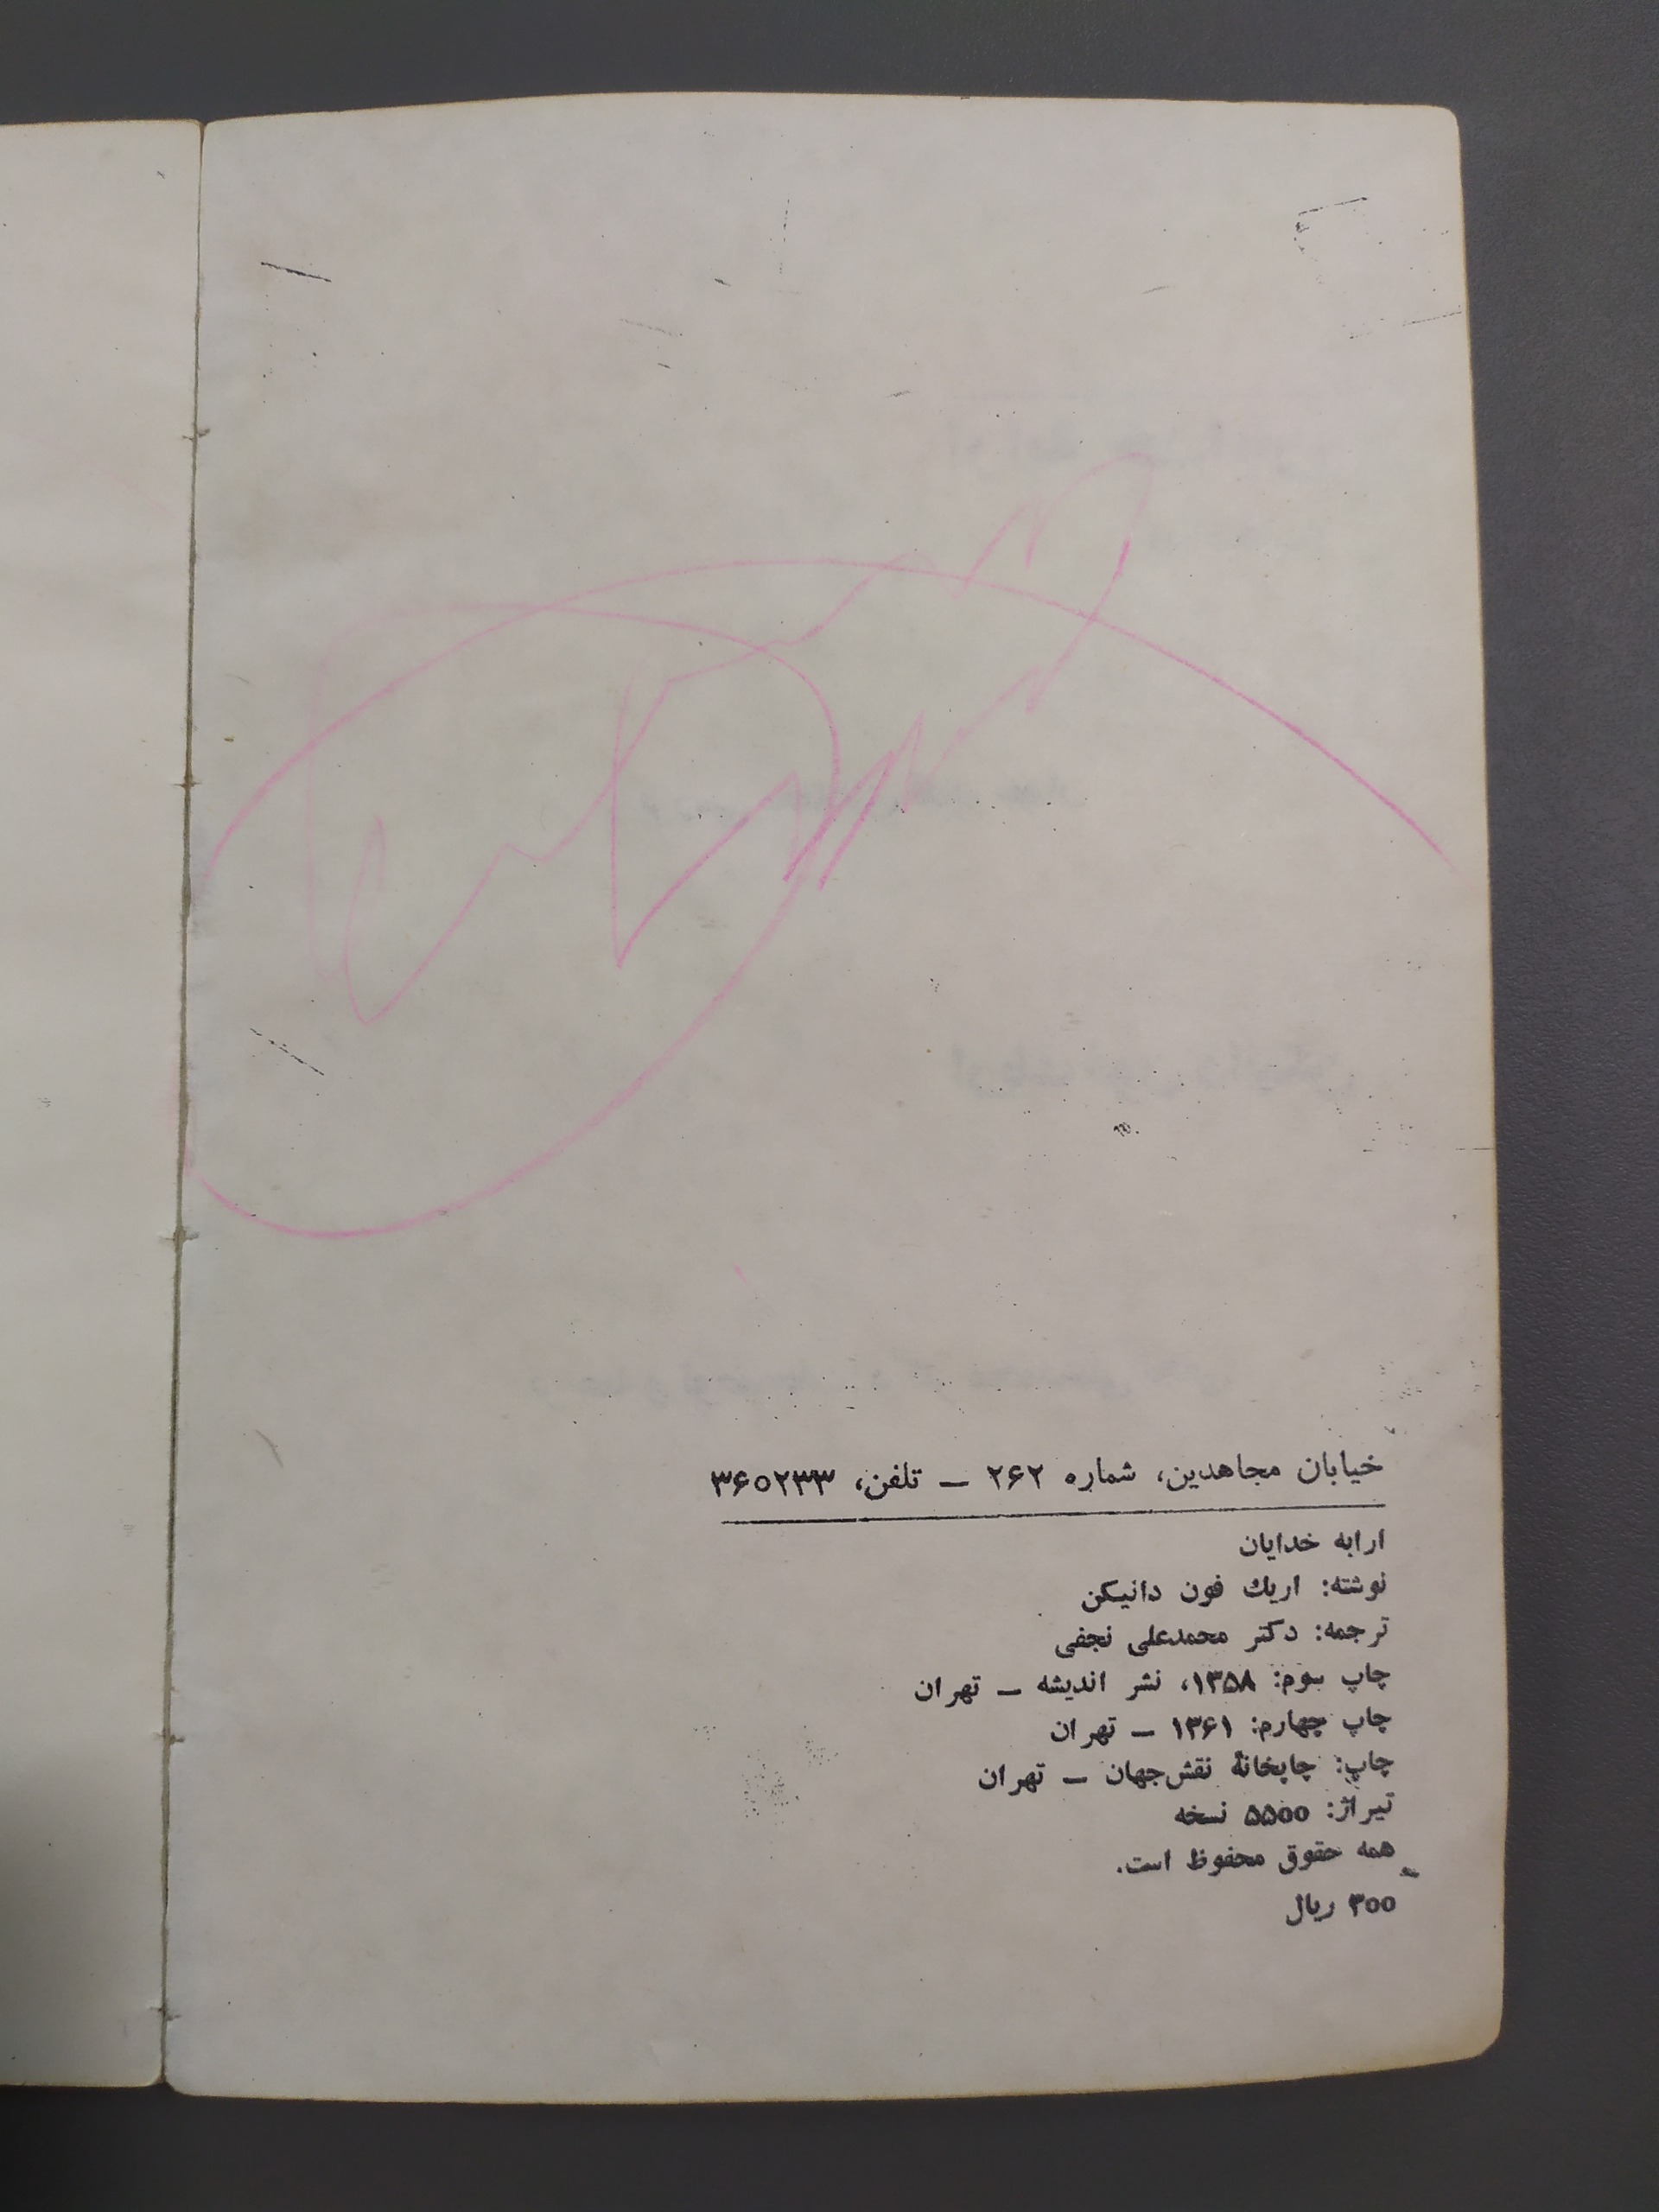 خیابان مجاهدین، شماره ۲۶۲ – تلفن، ۳۶۵۲۳۳
ارابه خدایان
نوشته: اریك فون دانیکن
ترجمه: دکتر محمدعلی نجفی
چاپ سوم: ۱۳۵۸، نشر اندیشه – تهران
چاپ چهارم: ۱۳۶۱ – تهران
چاپ: چاپخانهٔ نقش‌جهان – تهران
تیراژ: ۵۵۰۰ نسخه
همه حقوق محفوظ است.
۳۰۰ ریال